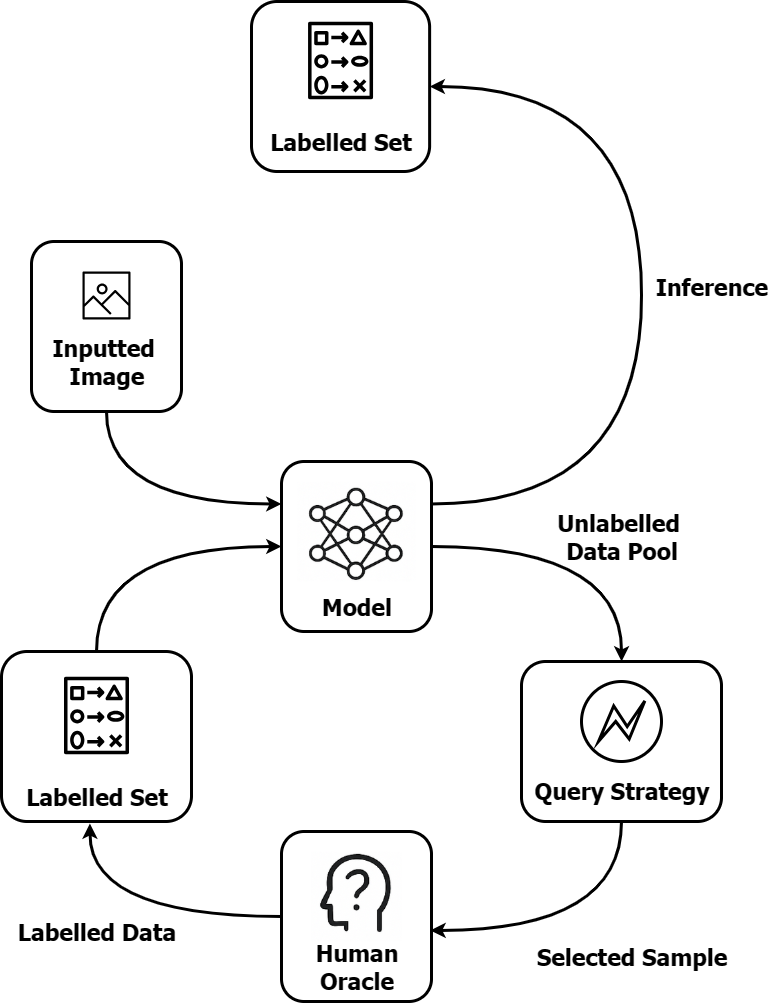 Labelled Set
Inference
Inputted
Image
Unlabelled
Data Pool
Model
Query Strategy
Labelled Set
Labelled Data
Human
Oracle
Selected Sample